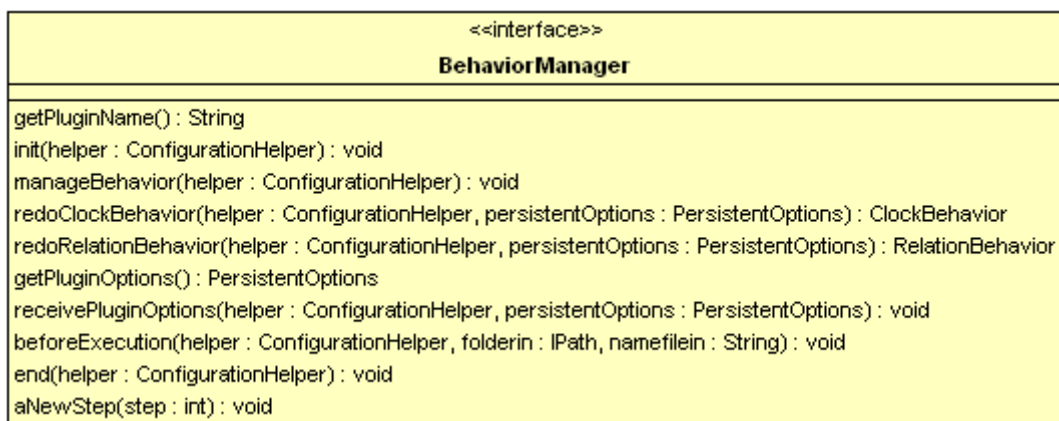 <<interface>>
BehaviorManager
getPluginName() : String
init(helper : ConfigurationHelper) : void
manageBehavior(helper : ConfigurationHelper) : void
redoClockBehavior(helper : ConfigurationHelper, persistentOptions : PersistentOptions) : ClockBehavior
redoRelationBehavior(helper : ConfigurationHelper, persistentOptions : PersistentOptions) : RelationBehavior
getPluginOptions() : PersistentOptions
receivePluginOptions(helper : ConfigurationHelper, persistentOptions : PersistentOptions) : void
beforeExecution(helper : ConfigurationHelper, folderin : IPath, namefilein : String) : void
end(helper : ConfigurationHelper) : void
aNewStep(step : int) : void